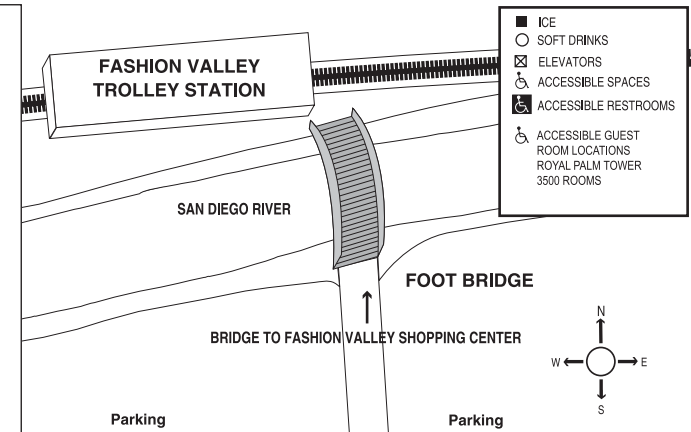 FASHION VALLEY
TROLLEY STATION
ICE
SOFT DRINKS
ELEVATORS
ACCESSIBLE SPACES
ACCESSIBLE RESTROOMS
ACCESSIBLE GUEST
ROOM LOCATIONS
ROYAL PALM TOWER
3500 ROOMS
SAN DIEGO RIVER
FOOT BRIDGE
BRIDGE TO FASHION VALLEY SHOPPING CENTER
N
W E
S
Parking
Parking